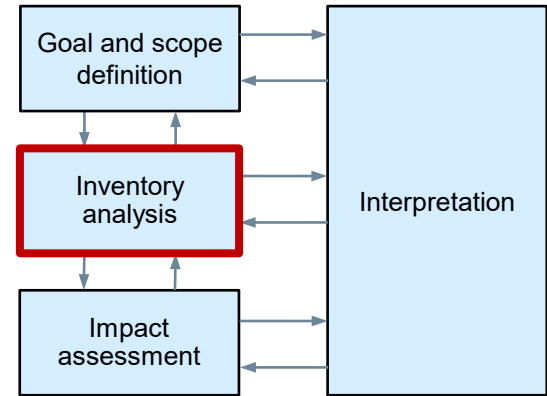 Goal and scope
definition
Inventory
analysis
Interpretation
Impact
assessment